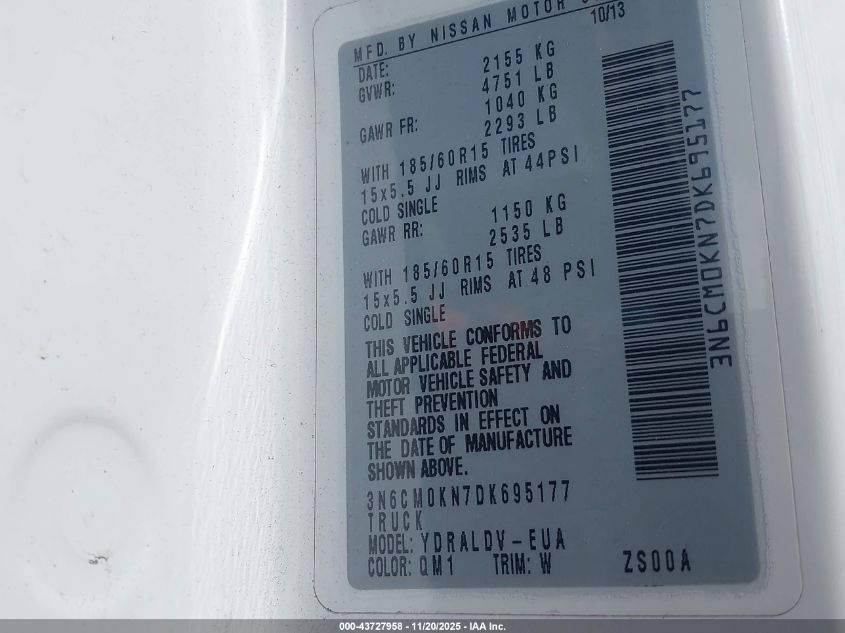 MFD. BY NISSAN MOTOR
DATE: 10/13
GVWR: 2155 KG
4751 LB
GAWR FR: 1040 KG
2293 LB
WITH 185/60R15 TIRES
15x5.5 JJ RIMS AT 44PSI
COLD SINGLE
GAWR RR: 1150 KG
2535 LB
WITH 185/60R15 TIRES
15x5.5 JJ RIMS AT 48 PSI
COLD SINGLE
THIS VEHICLE CONFORMS TO
ALL APPLICABLE FEDERAL
MOTOR VEHICLE SAFETY AND
THEFT PREVENTION
STANDARDS IN EFFECT ON
THE DATE OF MANUFACTURE
SHOWN ABOVE.
3N6CM0KN7DK695177
TRUCK
MODEL: YDRALDV-EUA
COLOR: QM1 TRIM: W ZS00A
3N6CM0KN7DK695177
000-43727958 - 11/20/2025 - IAA Inc.